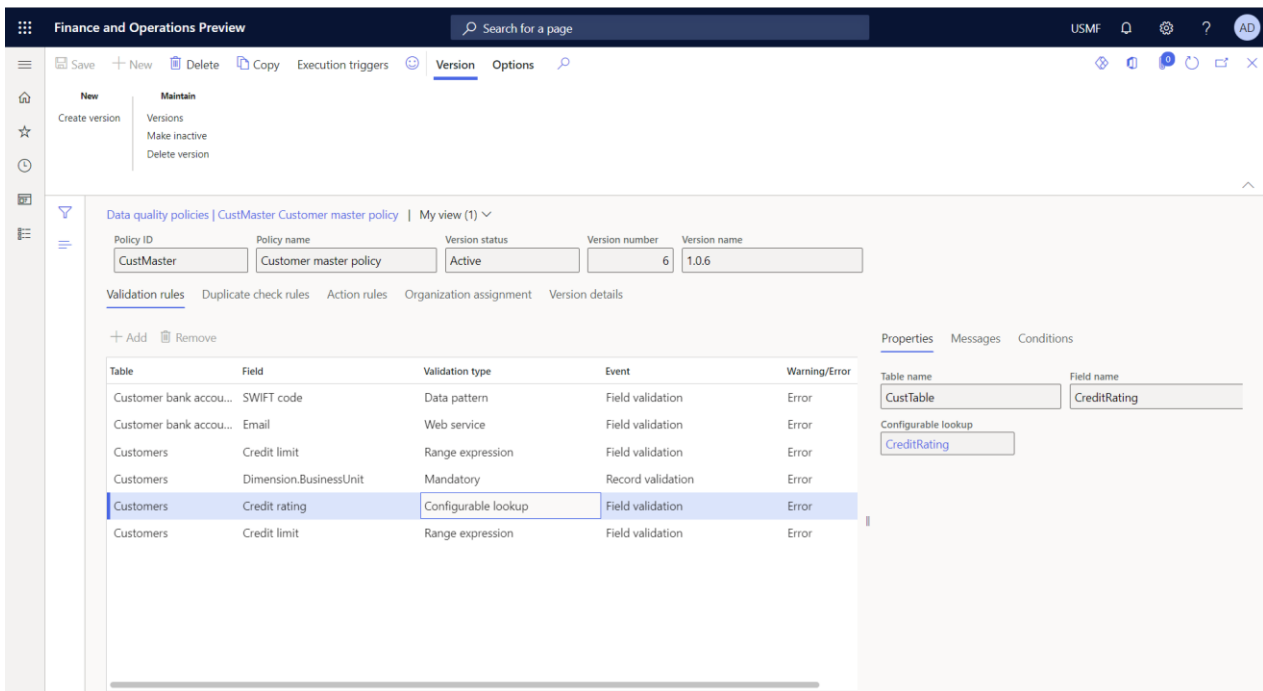 Finance and Operations Preview
Search for a page
USMF
?
AD
Save New Delete Copy Execution triggers Version Options
0
New Maintain
Create version Versions
Make inactive
Delete version
Data quality policies | CustMaster Customer master policy | My view (1)
Policy ID Policy name Version status Version number Version name
CustMaster Customer master policy Active 6 1.0.6
Validation rules Duplicate check rules Action rules Organization assignment Version details
Add Remove
Properties Messages Conditions
Table Field Validation type Event Warning/Error
Table name Field name
CustTable CreditRating
Configurable lookup
CreditRating
Customer bank accou... SWIFT code Data pattern Field validation Error
Customer bank accou... Email Web service Field validation Error
Customers Credit limit Range expression Field validation Error
Customers Dimension.BusinessUnit Mandatory Record validation Error
Customers Credit rating Configurable lookup Field validation Error
Customers Credit limit Range expression Field validation Error